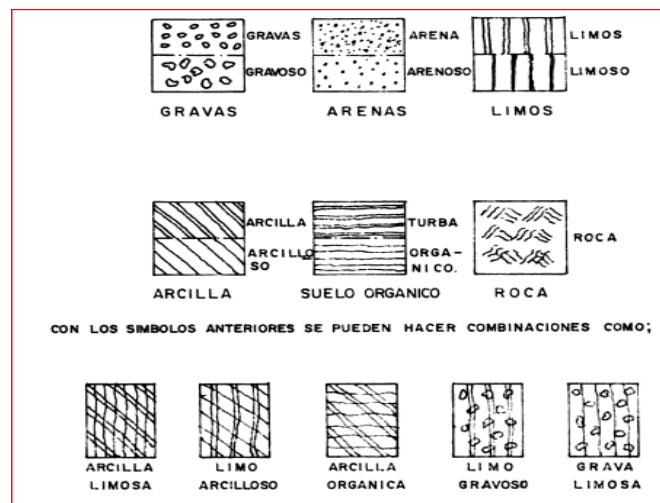 GRAVAS
GRAVOSO
GRAVAS
ARENA
ARENOSO
ARENAS
LIMOS
LIMOSO
LIMOS
ARCILLA
ARCILLO
SO
ARCILLA
TURBA
ORGA-
NICO.
SUELO ORGANICO
ROCA
ROCA
CON LOS SIMBOLOS ANTERIORES SE PUEDEN HACER COMBINACIONES COMO;
ARCILLA
LIMOSA
LIMO
ARCILLOSO
ARCILLA
ORGANICA
LIMO
GRAVOSO
GRAVA
LIMOSA